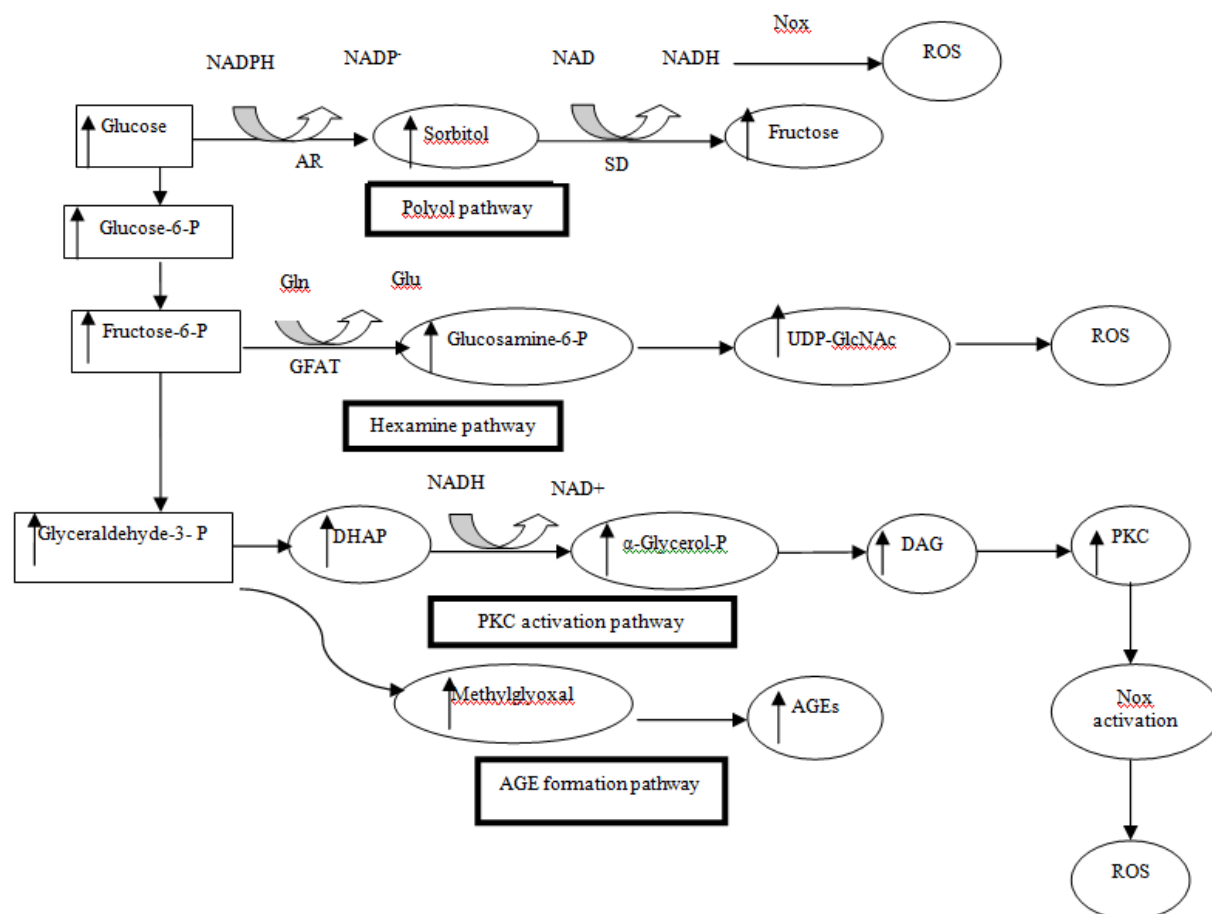 Nox
NADPH NADP- NAD NADH ROS
Glucose Sorbitol Fructose
AR SD
Polyol pathway
Glucose-6-P
Gln Glu
Fructose-6-P Glucosamine-6-P UDP-GlcNAc ROS
GFAT
Hexamine pathway
NADH NAD+
Glyceraldehyde-3- P DHAP α-Glycerol-P DAG PKC
PKC activation pathway
Methylglyoxal AGEs Nox
activation
AGE formation pathway
ROS